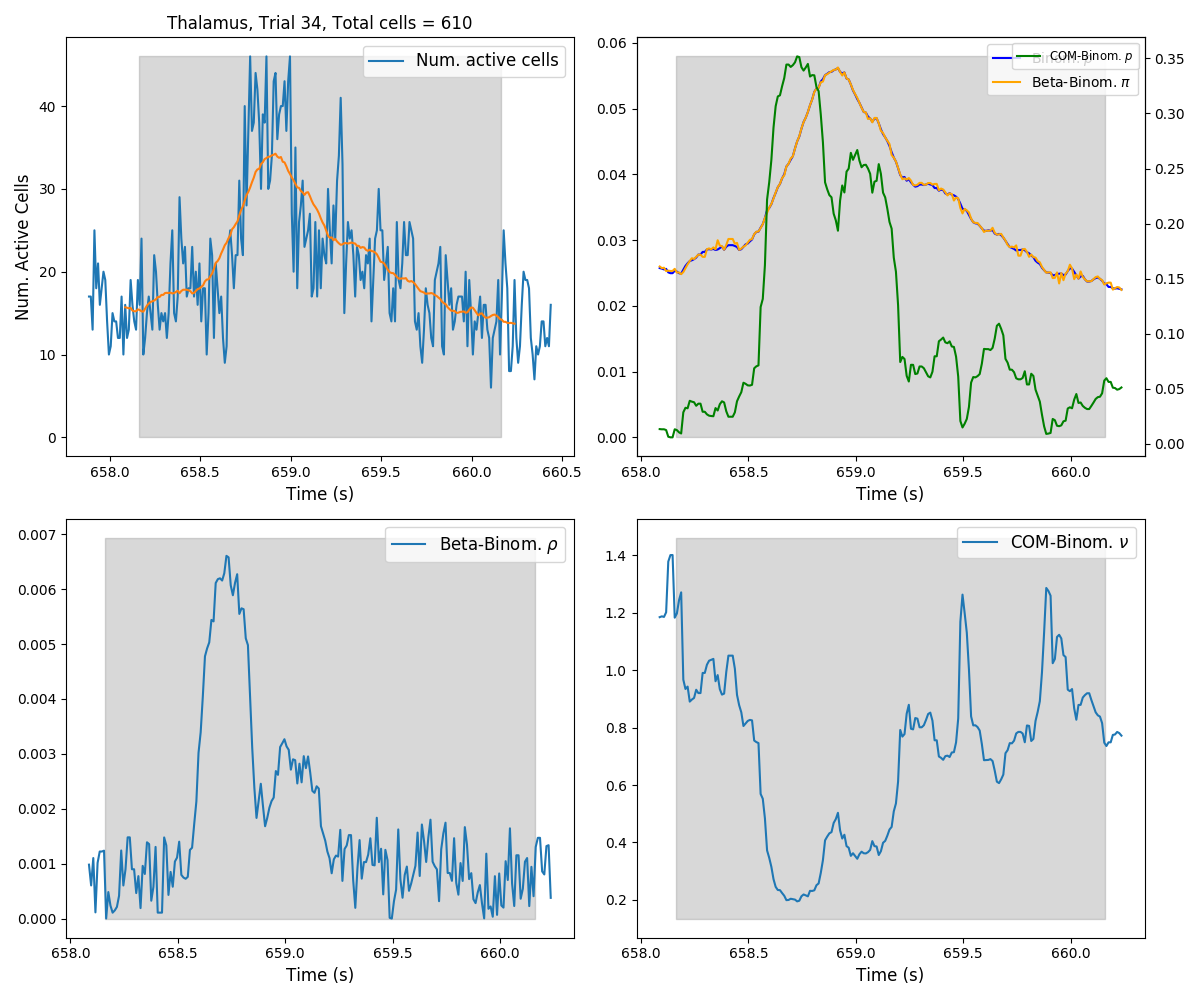 Thalamus, Trial 34, Total cells = 610
Num. active cells
Num. Active Cells
40
30
20
10
0
658.0 658.5 659.0 659.5 660.0 660.5
Time (s)
COM-Binom. p
Beta-Binom. π
0.06
0.05
0.04
0.03
0.02
0.01
0.00
0.35
0.30
0.25
0.20
0.15
0.10
0.05
0.00
658.0 658.5 659.0 659.5 660.0
Time (s)
Beta-Binom. ρ
0.007
0.006
0.005
0.004
0.003
0.002
0.001
0.000
658.0 658.5 659.0 659.5 660.0
Time (s)
COM-Binom. ν
1.4
1.2
1.0
0.8
0.6
0.4
0.2
658.0 658.5 659.0 659.5 660.0
Time (s)